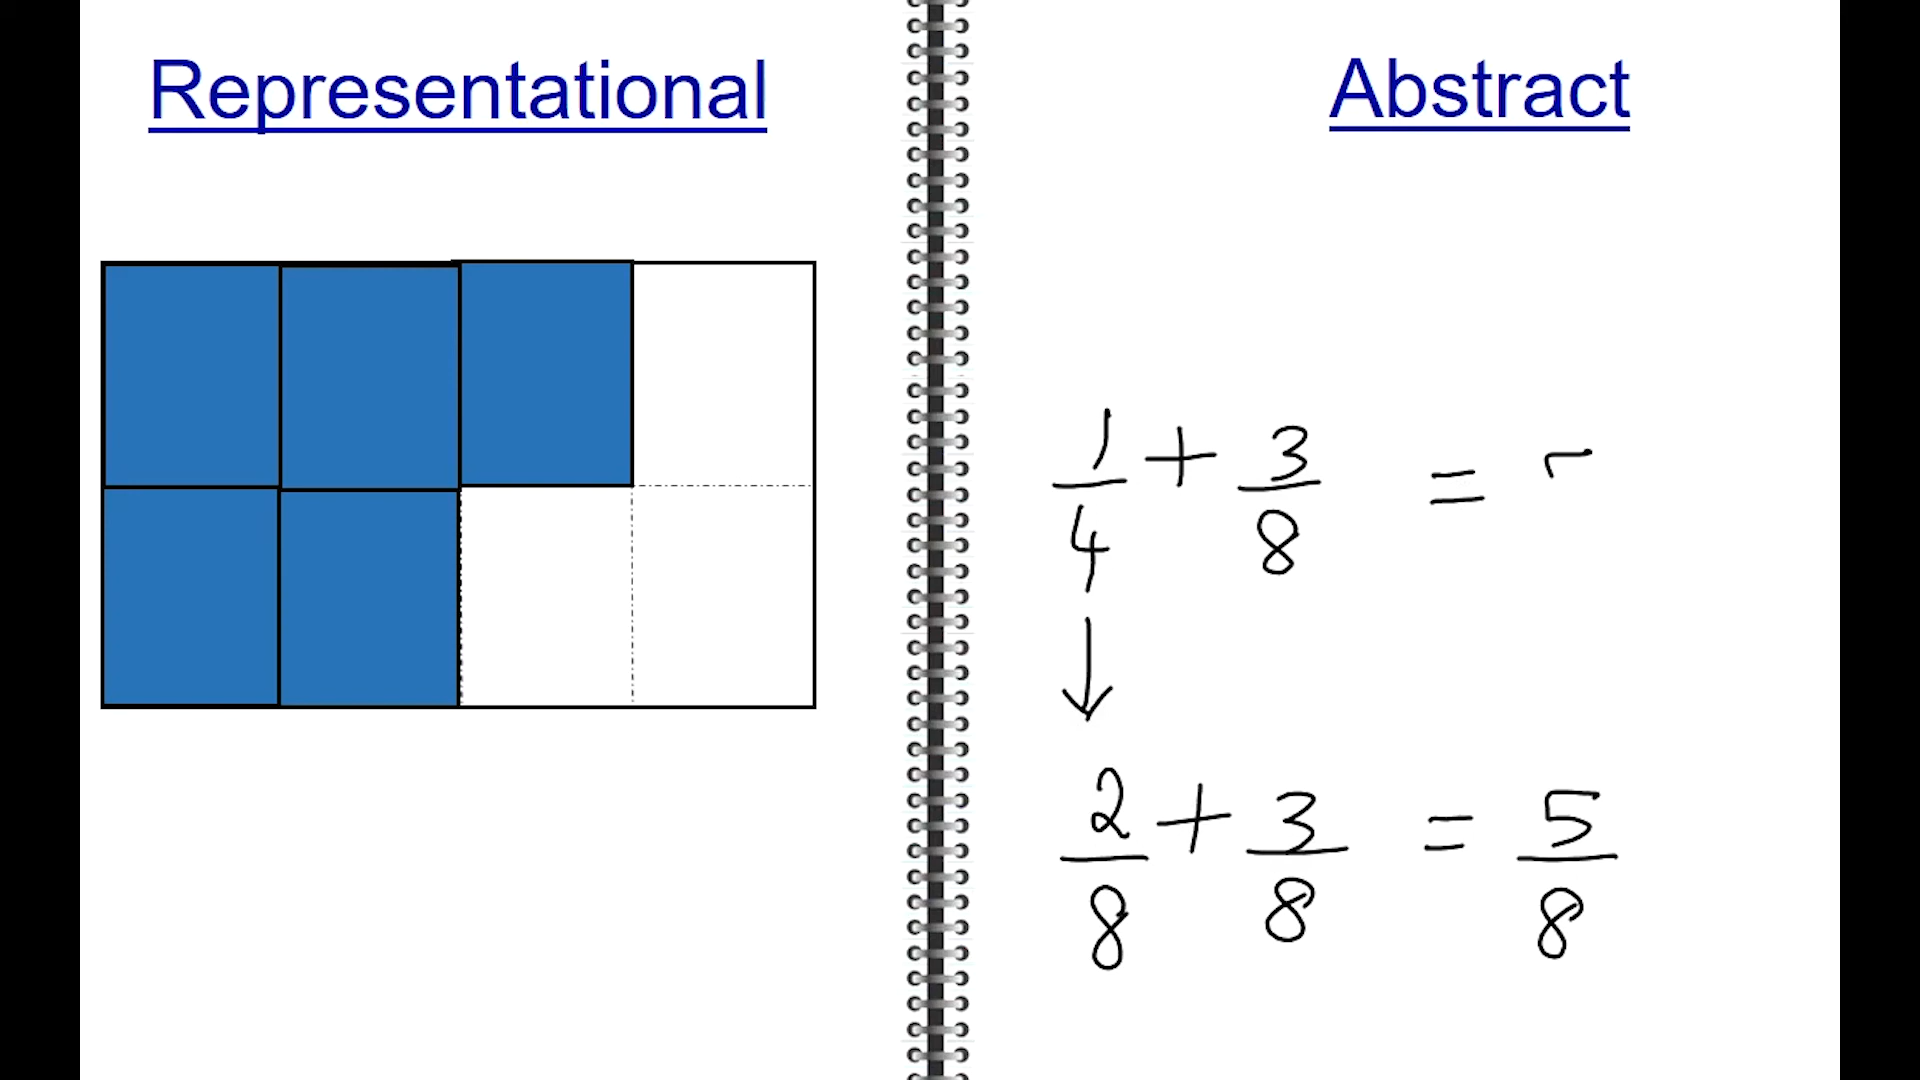 Representational
Abstract
1/4 + 3/8 =
2/8 + 3/8 = 5/8